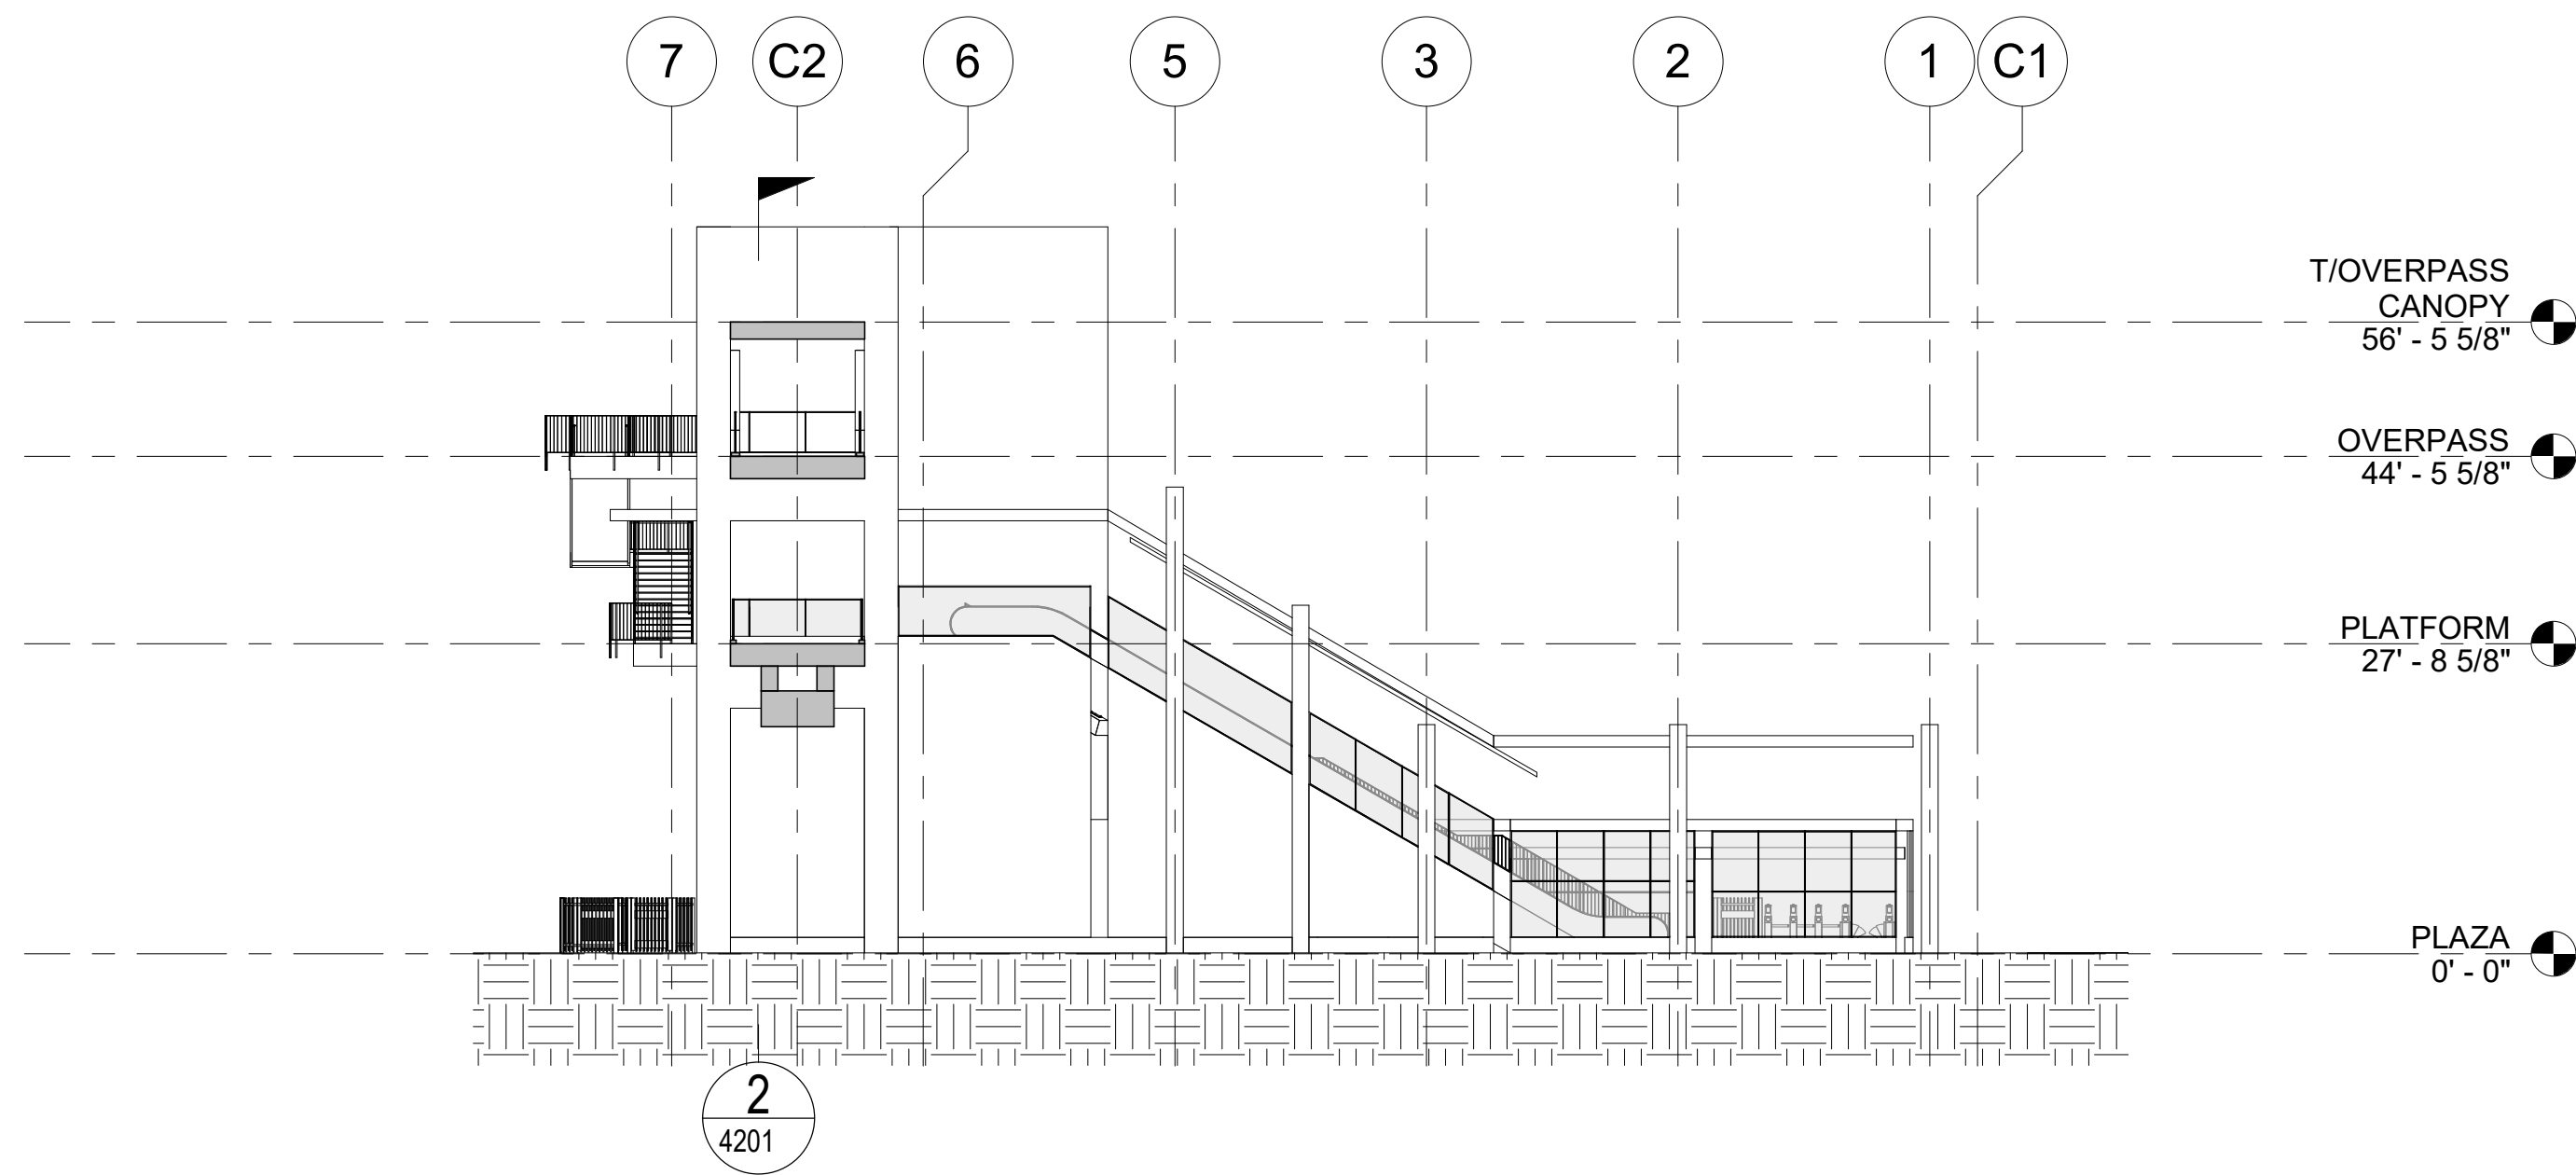 7
C2
6
5
3
2
1
C1
T/OVERPASS
CANOPY
56' - 5 5/8"
OVERPASS
44' - 5 5/8"
PLATFORM
27' - 8 5/8"
PLAZA
0' - 0"
2
4201